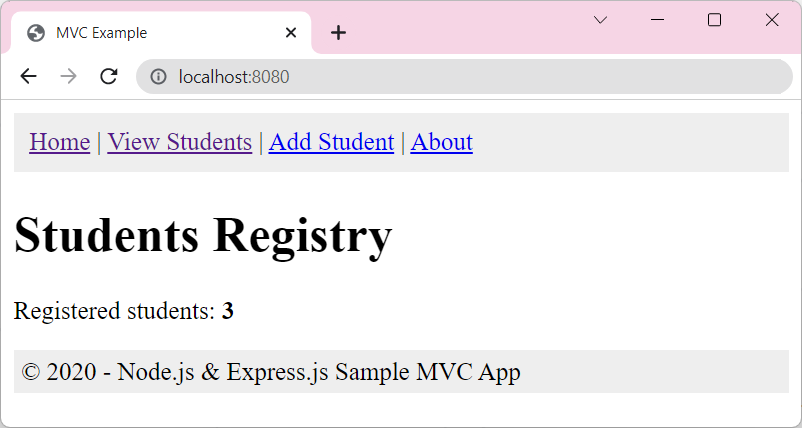 MVC Example
localhost:8080
Home | View Students | Add Student | About
Students Registry
Registered students: 3
© 2020 - Node.js & Express.js Sample MVC App